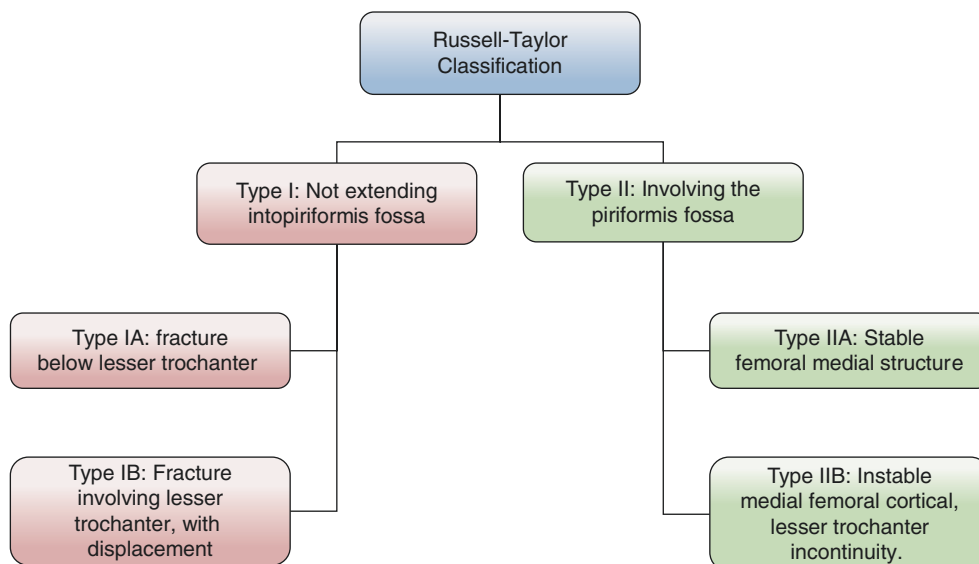 Russell-Taylor
Classification
Type I: Not extending
intopiriformis fossa
Type II: Involving the
piriformis fossa
Type IA: fracture
below lesser trochanter
Type IIA: Stable
femoral medial structure
Type IB: Fracture
involving lesser
trochanter, with
displacement
Type IIB: Instable
medial femoral cortical,
lesser trochanter
incontinuity.